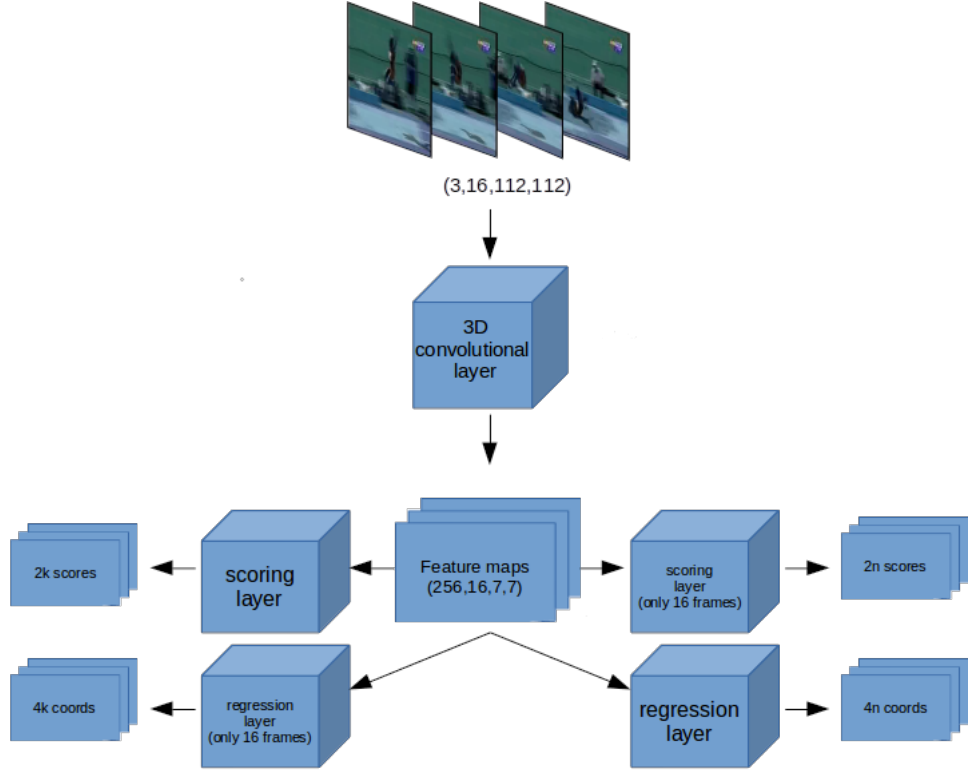 (3,16,112,112)
3D
convolutional
layer
Feature maps
(256,16,7,7)
2k scores
scoring
layer
scoring
layer
(only 16 frames)
2n scores
4k coords
regression
layer
(only 16 frames)
regression
layer
4n coords